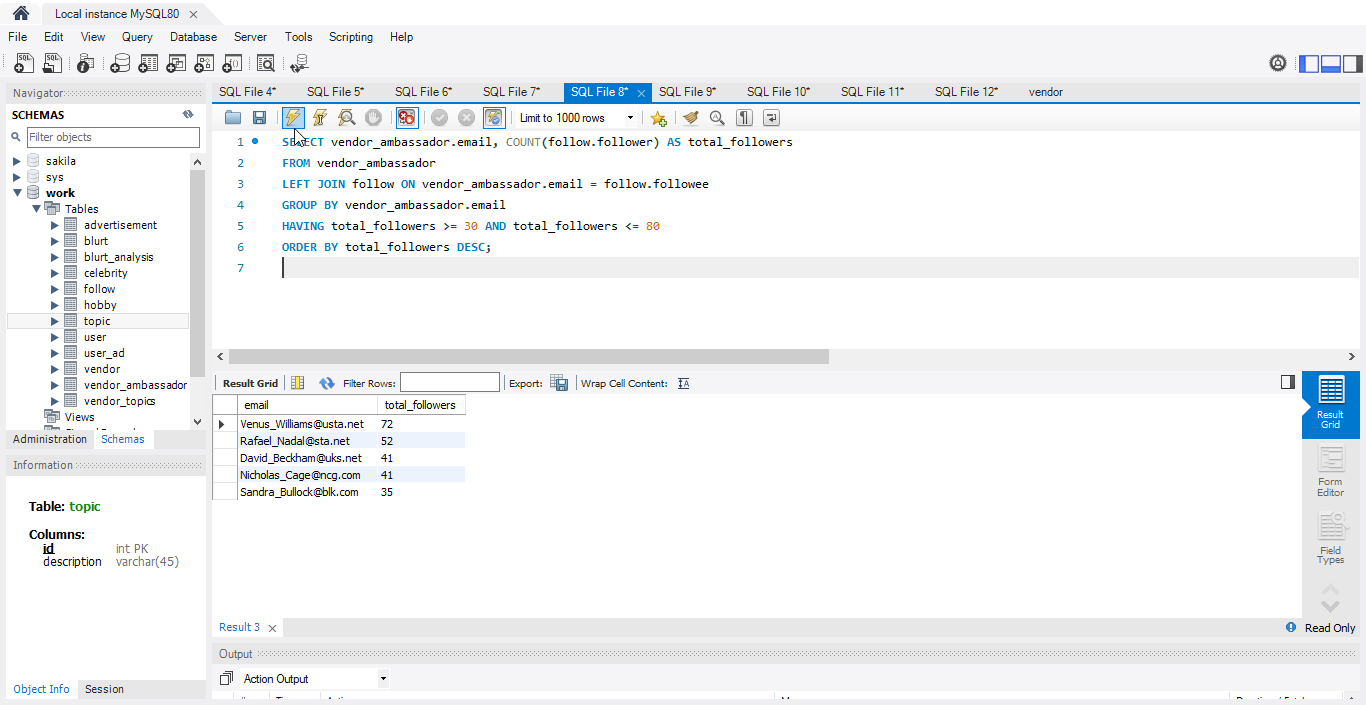 Local instance MySQL80
File Edit View Query Database Server Tools Scripting Help
Navigator
SCHEMAS
Filter objects
sakila
sys
work
Tables
advertisement
blurt
blurt_analysis
celebrity
follow
hobby
topic
user
user_ad
vendor
vendor_ambassador
vendor_topics
Views
Administration Schemas
Information
Table: topic
Columns:
id int PK
description varchar(45)
Object Info Session
SQL File 4* SQL File 5* SQL File 6* SQL File 7* SQL File 8* SQL File 9* SQL File 10* SQL File 11* SQL File 12* vendor
Limit to 1000 rows
1 SELECT vendor_ambassador.email, COUNT(follow.follower) AS total_followers
2 FROM vendor_ambassador
3 LEFT JOIN follow ON vendor_ambassador.email = follow.followee
4 GROUP BY vendor_ambassador.email
5 HAVING total_followers >= 30 AND total_followers <= 80
6 ORDER BY total_followers DESC;
7
Result Grid Filter Rows: Export: Wrap Cell Content:
email total_followers
Venus_Williams@usta.net 72
Rafael_Nadal@sta.net 52
David_Beckham@uks.net 41
Nicholas_Cage@ncg.com 41
Sandra_Bullock@blk.com 35
Result
Grid
Form
Editor
Field
Types
Result 3
Read Only
Output
Action Output